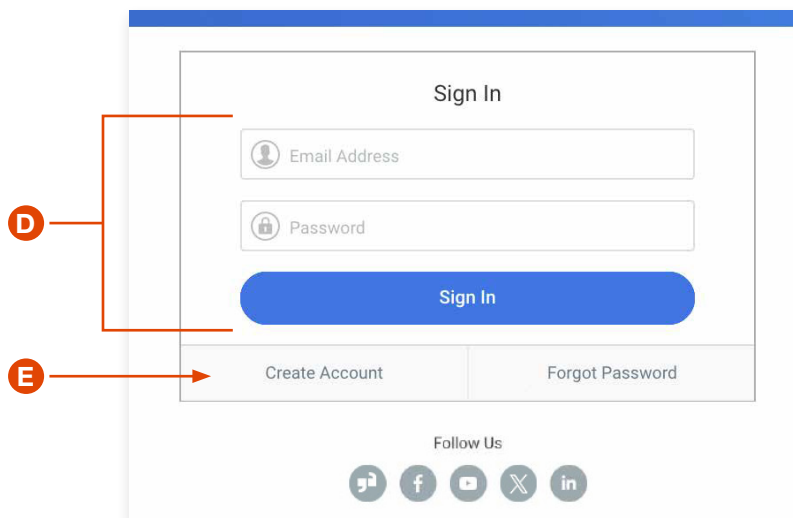 Sign In
Email Address
D
Password
Sign In
E
Create Account Forgot Password
Follow Us